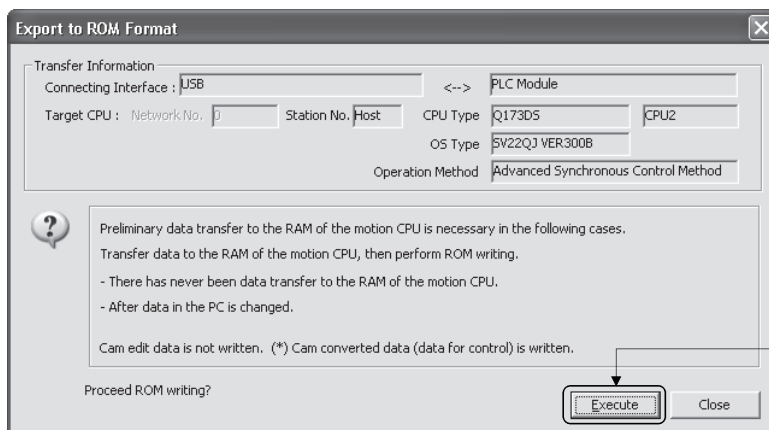 Export to ROM Format
Transfer Information
Connecting Interface : USB <--> PLC Module
Target CPU : Network No. 0 Station No. Host CPU Type Q173DS CPU2
OS Type SV22QJ VER300B
Operation Method Advanced Synchronous Control Method
Preliminary data transfer to the RAM of the motion CPU is necessary in the following cases.
Transfer data to the RAM of the motion CPU, then perform ROM writing.
- There has never been data transfer to the RAM of the motion CPU.
- After data in the PC is changed.
Cam edit data is not written. (*) Cam converted data (data for control) is written.
Proceed ROM writing?
Execute Close